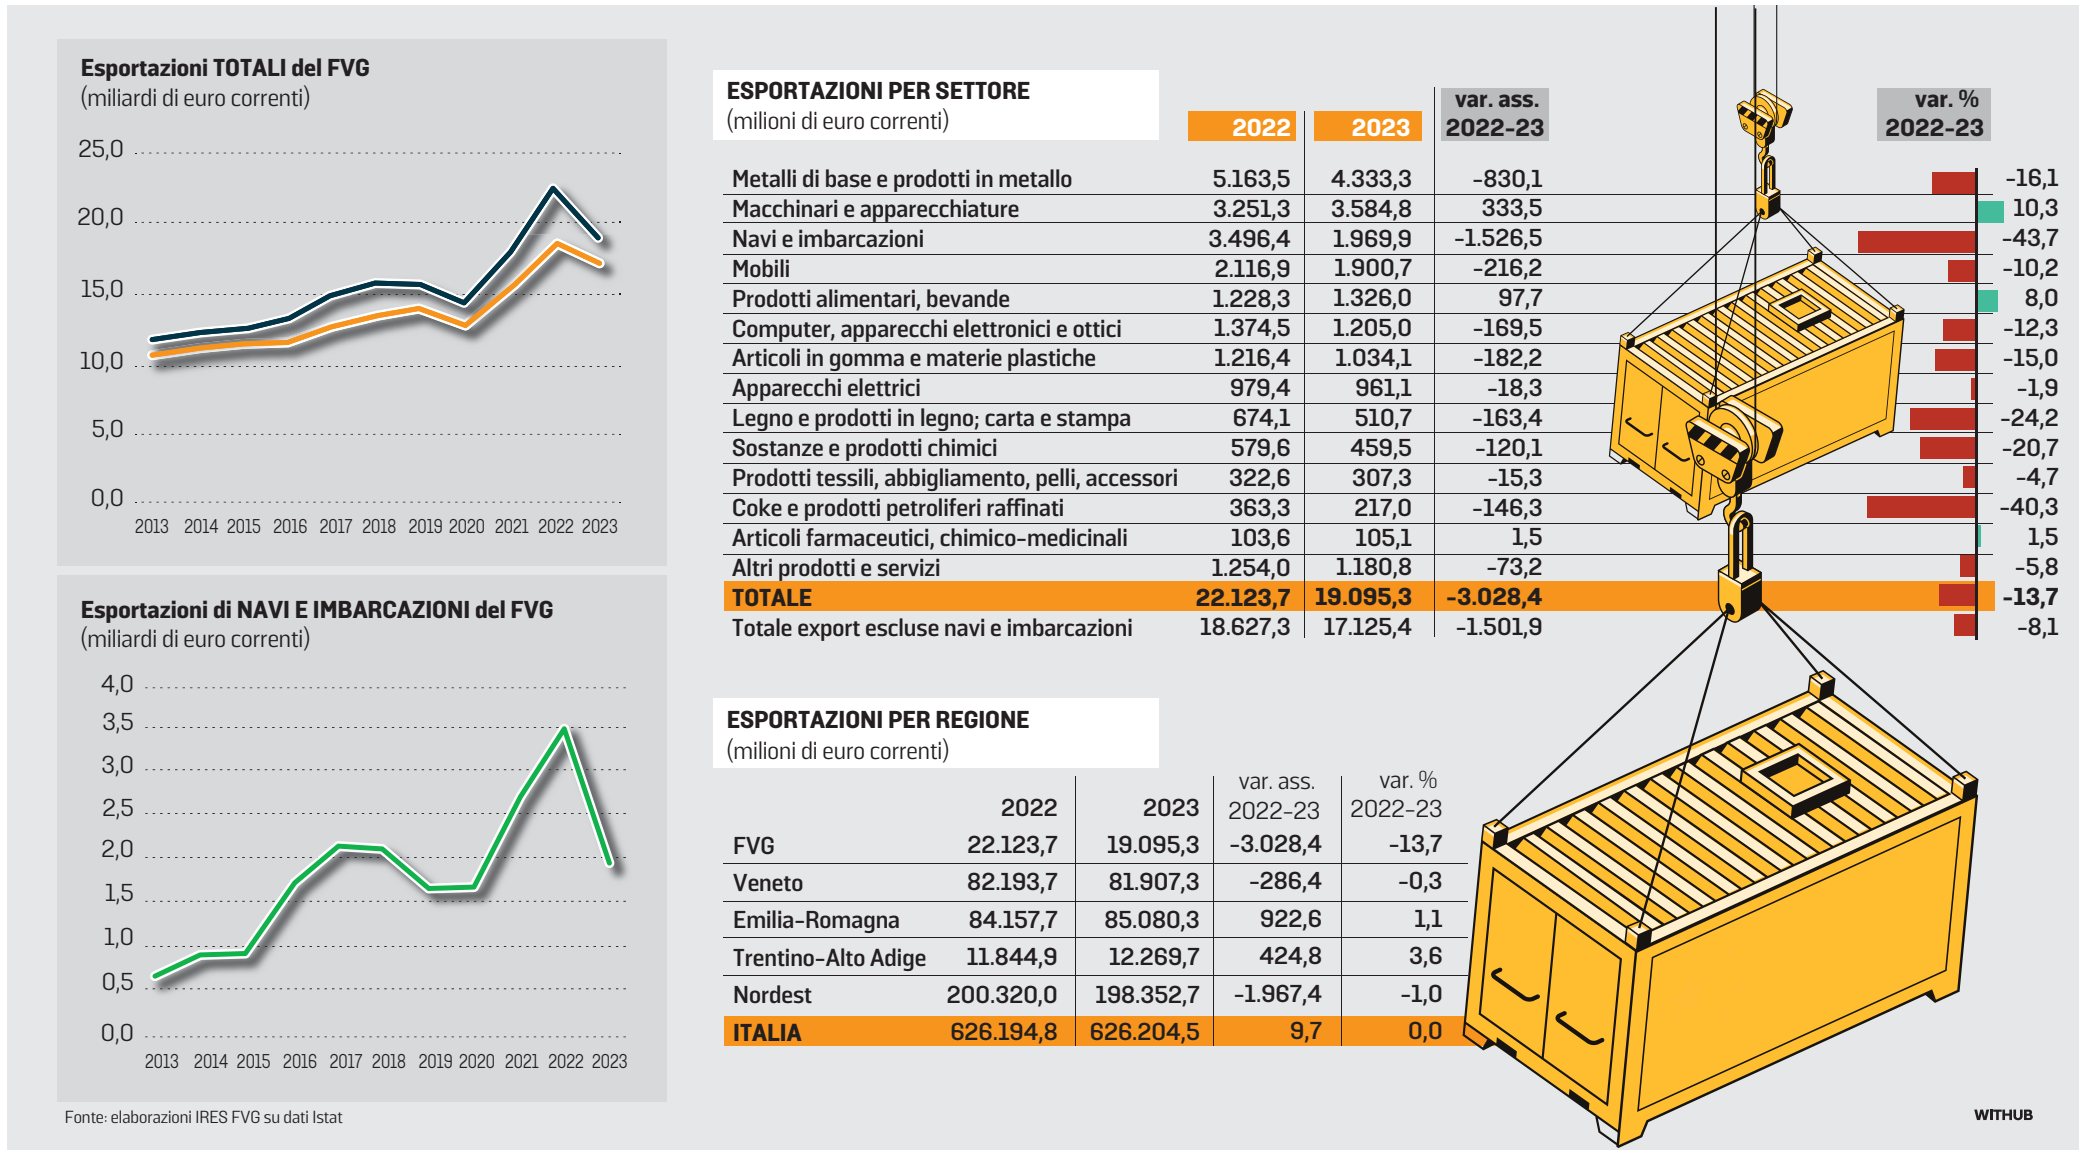 Esportazioni TOTALI del FVG
(miliardi di euro correnti)
25,0
20,0
15,0
10,0
5,0
0,0
2013 2014 2015 2016 2017 2018 2019 2020 2021 2022 2023
Esportazioni di NAVI E IMBARCAZIONI del FVG
(miliardi di euro correnti)
4,0
3,5
3,0
2,5
2,0
1,5
1,0
0,5
0,0
2013 2014 2015 2016 2017 2018 2019 2020 2021 2022 2023
Fonte: elaborazioni IRES FVG su dati Istat
ESPORTAZIONI PER SETTORE
(milioni di euro correnti)
2022 2023 var. ass. 2022-23 var. % 2022-23
Metalli di base e prodotti in metallo 5.163,5 4.333,3 -830,1 -16,1
Macchinari e apparecchiature 3.251,3 3.584,8 333,5 10,3
Navi e imbarcazioni 3.496,4 1.969,9 -1.526,5 -43,7
Mobili 2.116,9 1.900,7 -216,2 -10,2
Prodotti alimentari, bevande 1.228,3 1.326,0 97,7 8,0
Computer, apparecchi elettronici e ottici 1.374,5 1.205,0 -169,5 -12,3
Articoli in gomma e materie plastiche 1.216,4 1.034,1 -182,2 -15,0
Apparecchi elettrici 979,4 961,1 -18,3 -1,9
Legno e prodotti in legno; carta e stampa 674,1 510,7 -163,4 -24,2
Sostanze e prodotti chimici 579,6 459,5 -120,1 -20,7
Prodotti tessili, abbigliamento, pelli, accessori 322,6 307,3 -15,3 -4,7
Coke e prodotti petroliferi raffinati 363,3 217,0 -146,3 -40,3
Articoli farmaceutici, chimico-medicinali 103,6 105,1 1,5 1,5
Altri prodotti e servizi 1.254,0 1.180,8 -73,2 -5,8
TOTALE 22.123,7 19.095,3 -3.028,4 -13,7
Totale export escluse navi e imbarcazioni 18.627,3 17.125,4 -1.501,9 -8,1
ESPORTAZIONI PER REGIONE
(milioni di euro correnti)
2022 2023 var. ass. 2022-23 var. % 2022-23
FVG 22.123,7 19.095,3 -3.028,4 -13,7
Veneto 82.193,7 81.907,3 -286,4 -0,3
Emilia-Romagna 84.157,7 85.080,3 922,6 1,1
Trentino-Alto Adige 11.844,9 12.269,7 424,8 3,6
Nordest 200.320,0 198.352,7 -1.967,4 -1,0
ITALIA 626.194,8 626.204,5 9,7 0,0
WITHUB